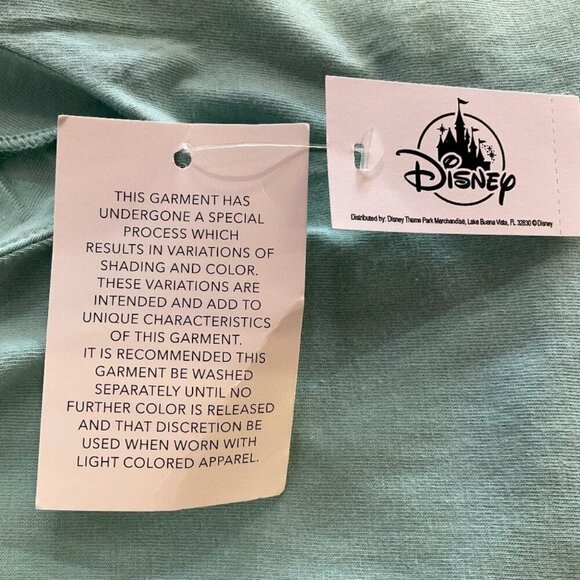 THIS GARMENT HAS
UNDERGONE A SPECIAL
PROCESS WHICH
RESULTS IN VARIATIONS OF
SHADING AND COLOR.
THESE VARIATIONS ARE
INTENDED AND ADD TO
UNIQUE CHARACTERISTICS
OF THIS GARMENT.
IT IS RECOMMENDED THIS
GARMENT BE WASHED
SEPARATELY UNTIL NO
FURTHER COLOR IS RELEASED
AND THAT DISCRETION BE
USED WHEN WORN WITH
LIGHT COLORED APPAREL.
Disney
Distributed by: Disney Theme Park Merchandise, Lake Buena Vista, FL 32830 © Disney